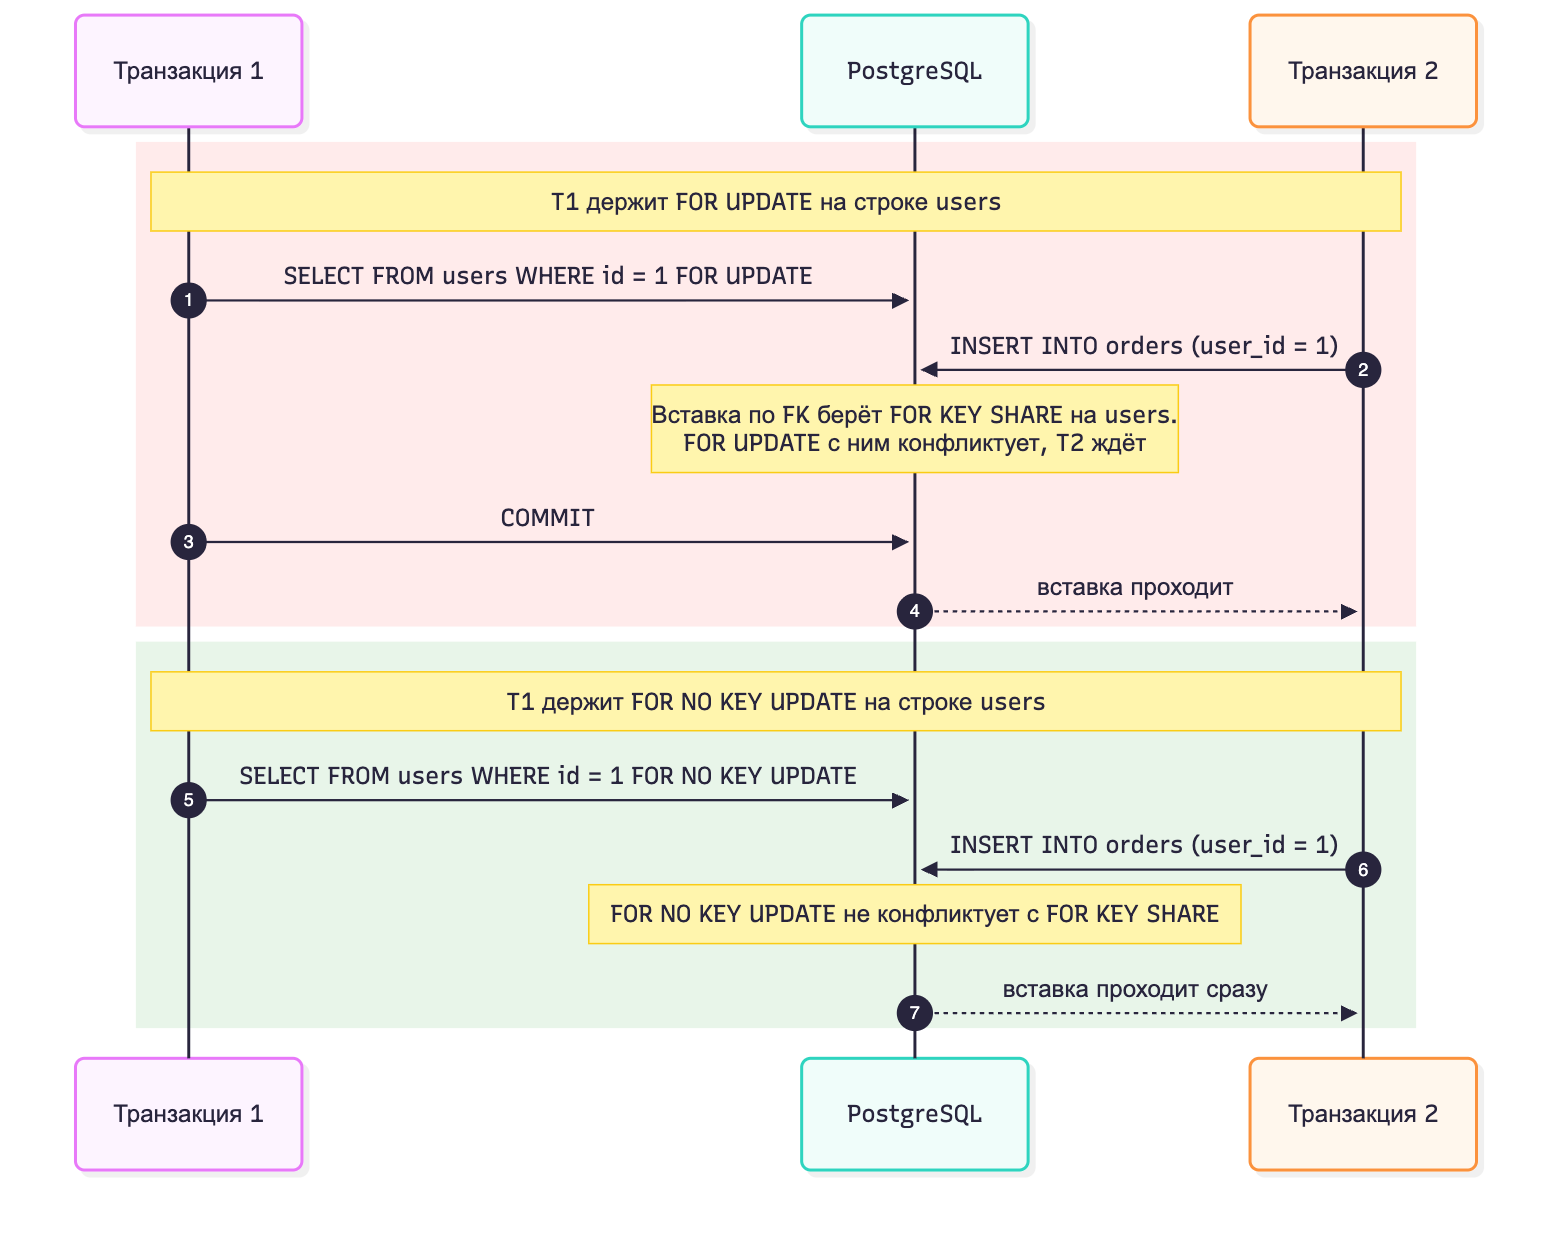 Транзакция 1
PostgreSQL
Транзакция 2
T1 держит FOR UPDATE на строке users
SELECT FROM users WHERE id = 1 FOR UPDATE
1
INSERT INTO orders (user_id = 1)
2
Вставка по FK берёт FOR KEY SHARE на users.
FOR UPDATE с ним конфликтует, T2 ждёт
COMMIT
3
вставка проходит
4
T1 держит FOR NO KEY UPDATE на строке users
SELECT FROM users WHERE id = 1 FOR NO KEY UPDATE
5
INSERT INTO orders (user_id = 1)
6
FOR NO KEY UPDATE не конфликтует с FOR KEY SHARE
вставка проходит сразу
7
Транзакция 1
PostgreSQL
Транзакция 2